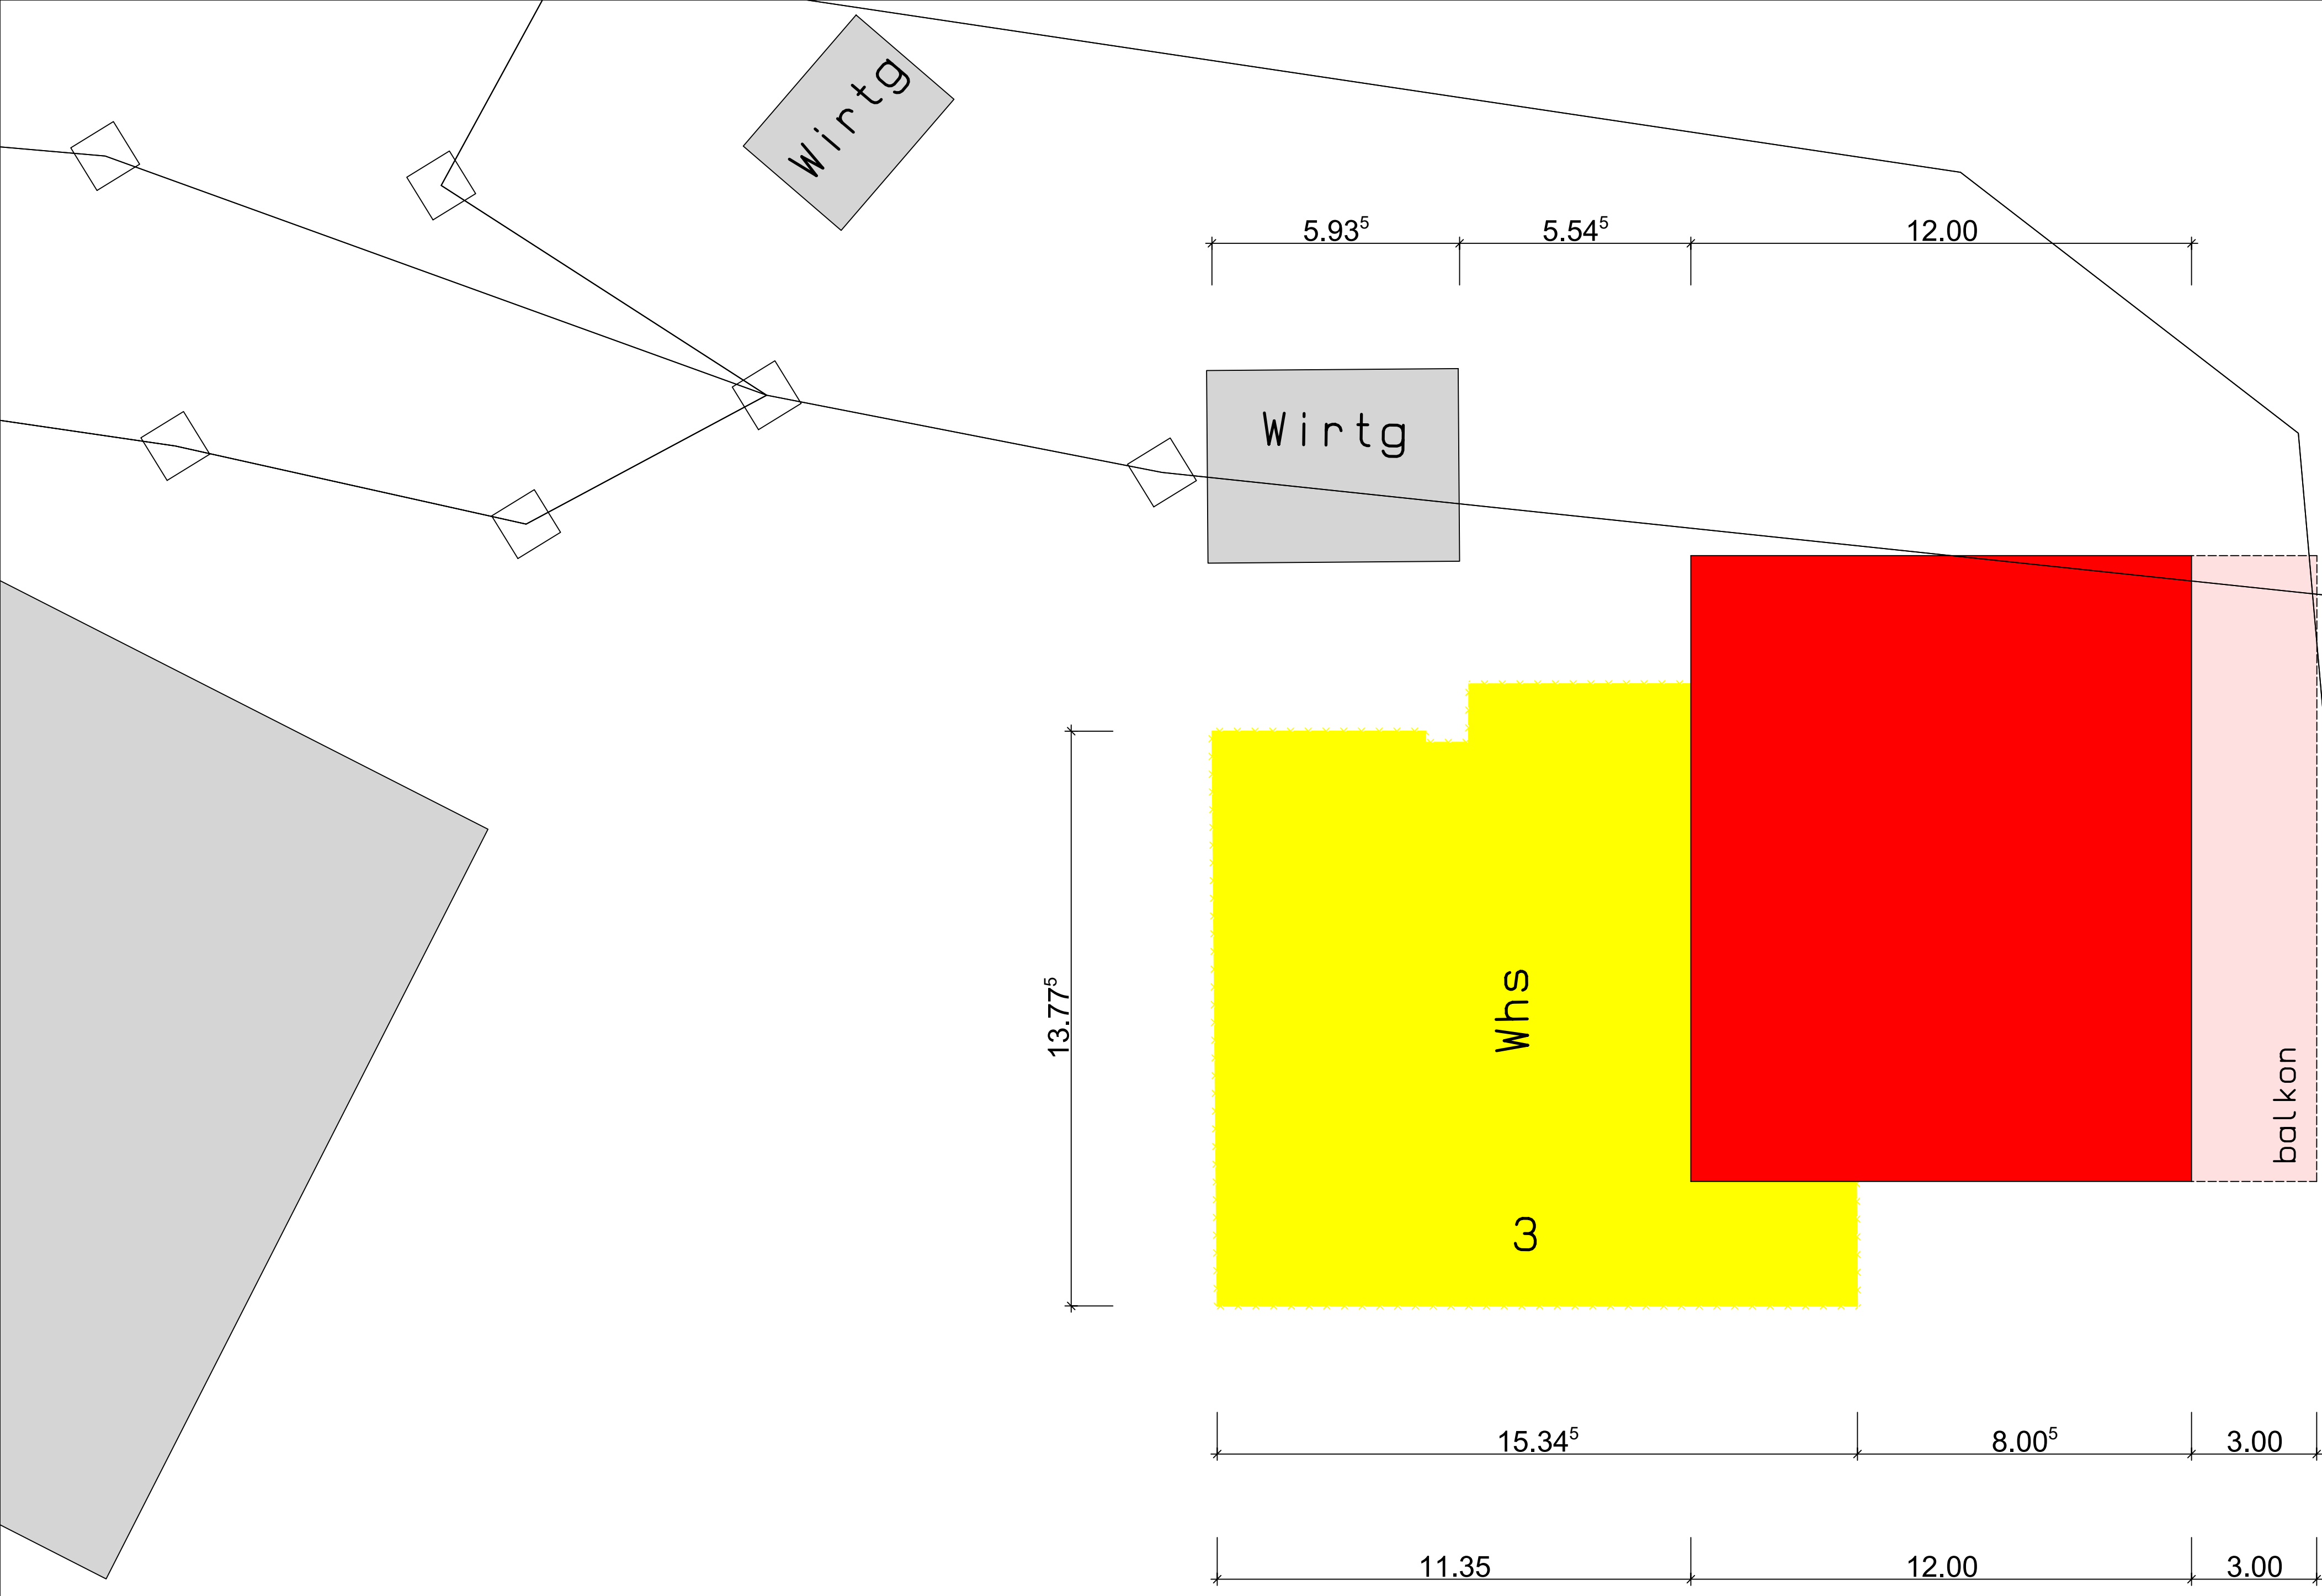 Wirtg
5.93⁵ 5.54⁵ 12.00
Wirtg
13.77⁵
Whs
balkon
3
15.34⁵ 8.00⁵ 3.00
11.35 12.00 3.00